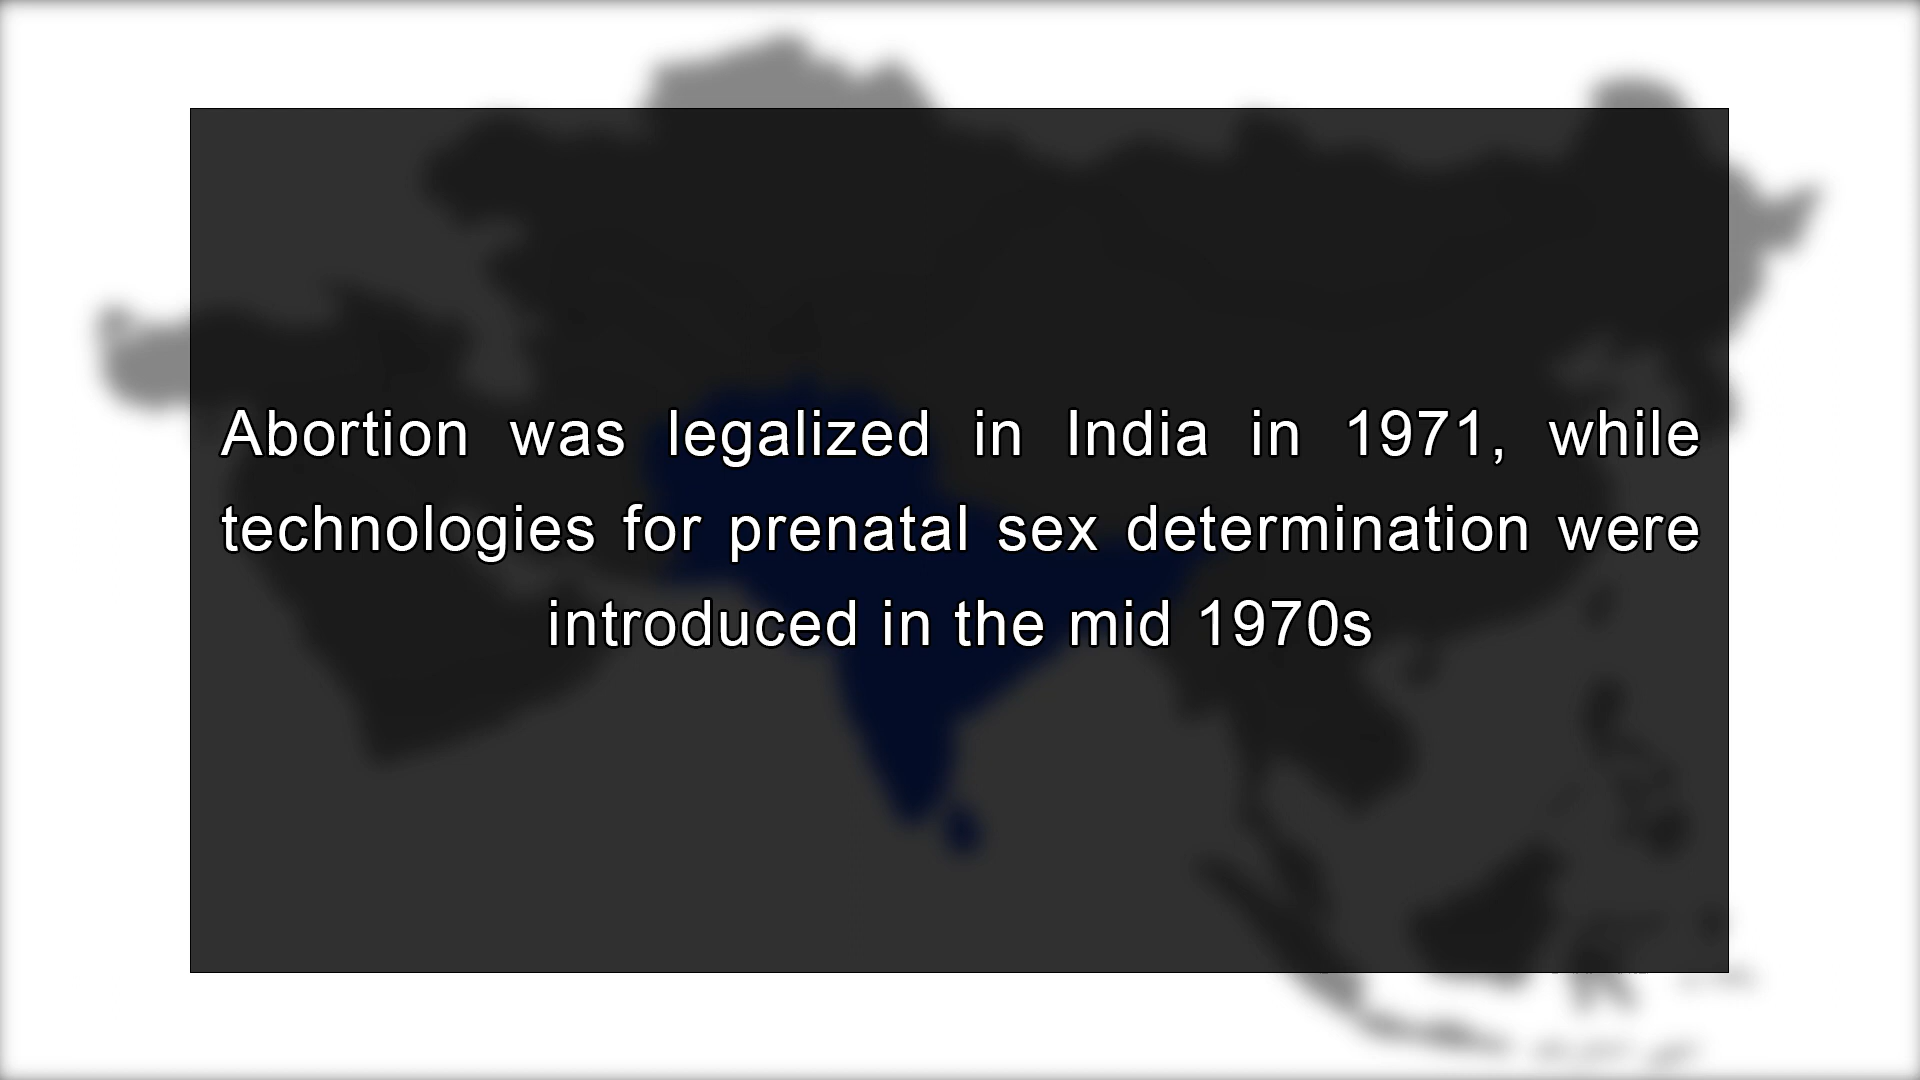 Abortion was legalized in India in 1971, while
technologies for prenatal sex determination were
introduced in the mid 1970s